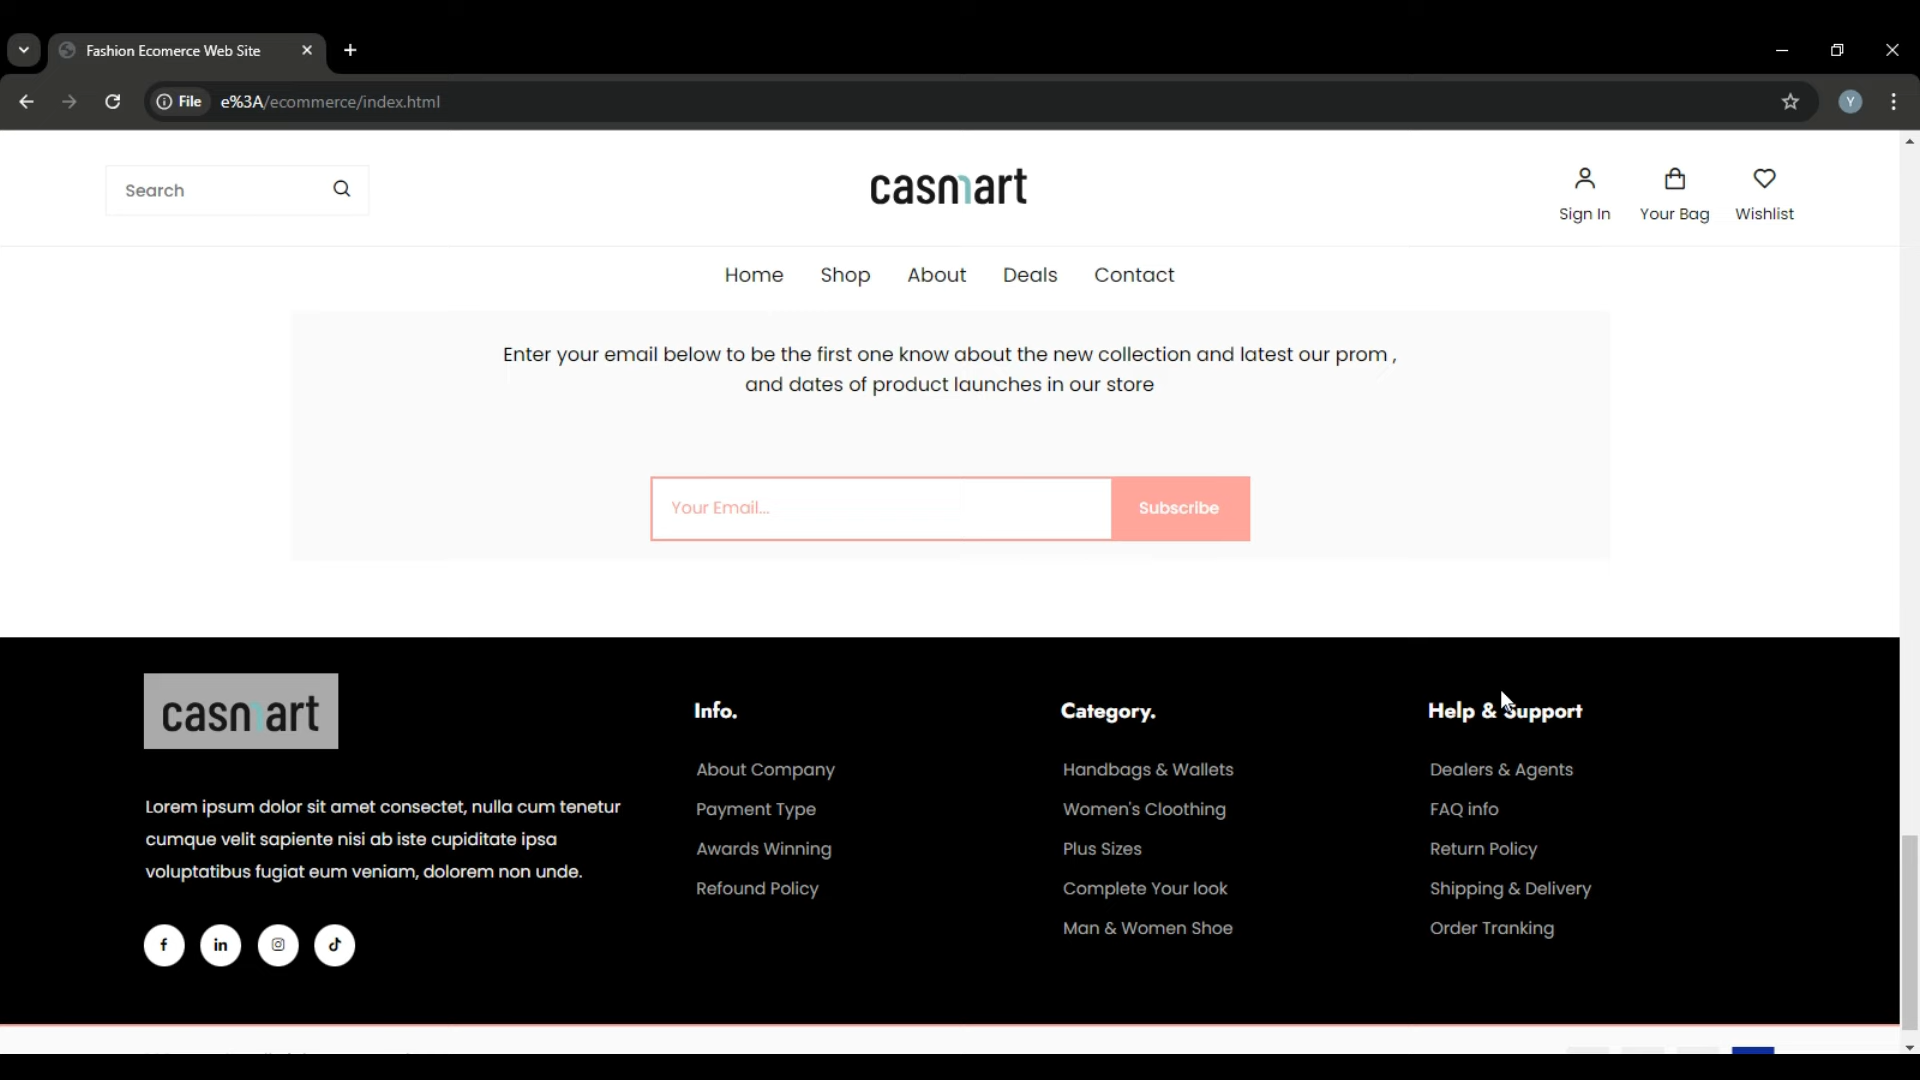 Fashion Ecomerce Web Site
File e%3A/ecommerce/index.html
Y
Search
casmart
Sign In
Your Bag
Wishlist
Home
Shop
About
Deals
Contact
Enter your email below to be the first one know about the new collection and latest our prom ,
and dates of product launches in our store
Your Email...
Subscribe
casmart
Lorem ipsum dolor sit amet consectet, nulla cum tenetur
cumque velit sapiente nisi ab iste cupiditate ipsa
voluptatibus fugiat eum veniam, dolorem non unde.
Info.
About Company
Payment Type
Awards Winning
Refound Policy
Category.
Handbags & Wallets
Women's Cloothing
Plus Sizes
Complete Your look
Man & Women Shoe
Help & Support
Dealers & Agents
FAQ info
Return Policy
Shipping & Delivery
Order Tranking